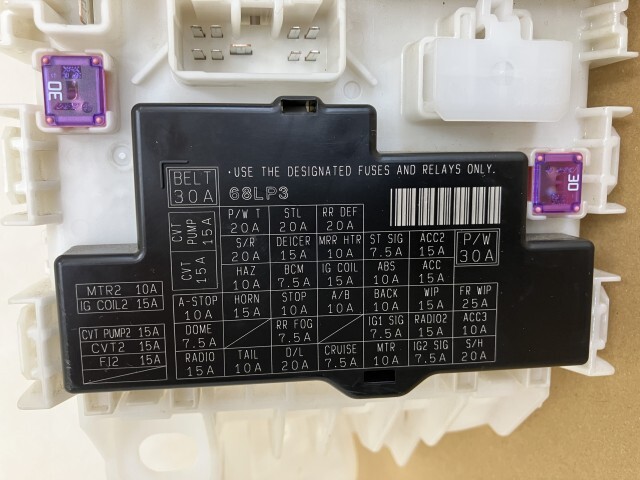 30
30
·USE THE DESIGNATED FUSES AND RELAYS ONLY.
BELT 30A
68LP3
CVT PUMP 15A
P/W T 20A
STL 20A
RR DEF 20A
S/R 20A
DEICER 15A
MRR HTR 10A
ST SIG 7.5A
ACC2 15A
P/W 30A
CVT 15A
HAZ 10A
BCM 7.5A
IG COIL 15A
ABS 10A
ACC 15A
MTR2 10A
IG COIL2 15A
A-STOP 10A
HORN 15A
STOP 10A
A/B 10A
BACK 10A
WIP 15A
FR WIP 25A
CVT PUMP2 15A
CVT2 15A
FI2 15A
DOME 7.5A
RR FOG 7.5A
IG1 SIG 7.5A
RADIO2 15A
ACC3 10A
RADIO 15A
TAIL 10A
D/L 20A
CRUISE 7.5A
MTR 10A
IG2 SIG 7.5A
S/H 20A